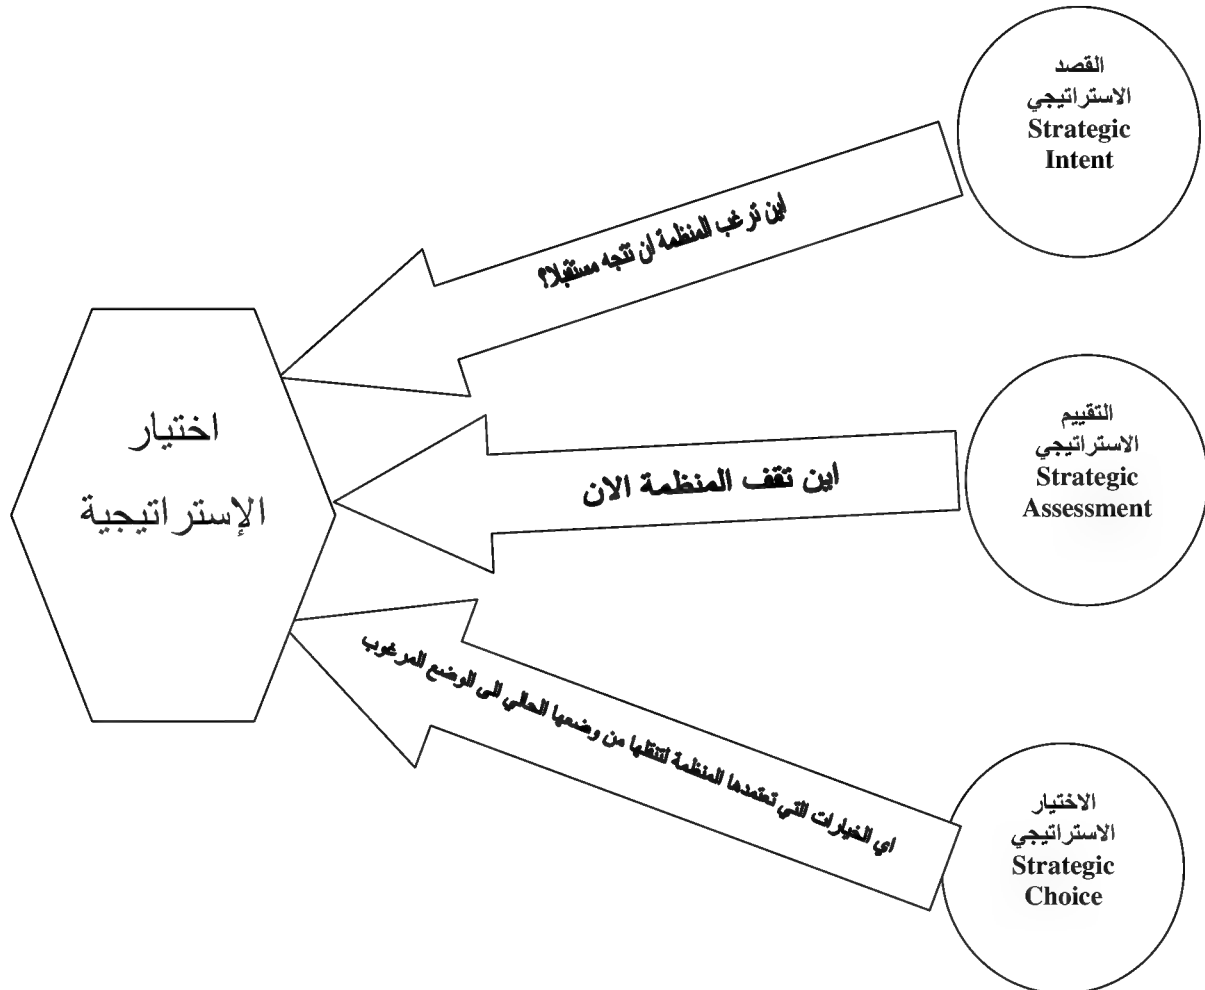 القصد
الاستراتيجي
Strategic
Intent
اين ترغب المنظمة ان تتجه مستقبلا؟
التقييم
الاستراتيجي
Strategic
Assessment
اين تقف المنظمة الان
اختيار
الإستراتيجية
الاختيار
الاستراتيجي
Strategic
Choice
اي الخيارات التي تعتمدها المنظمة لتنقلها من وضعها الحالي الى الوضع المرغوب